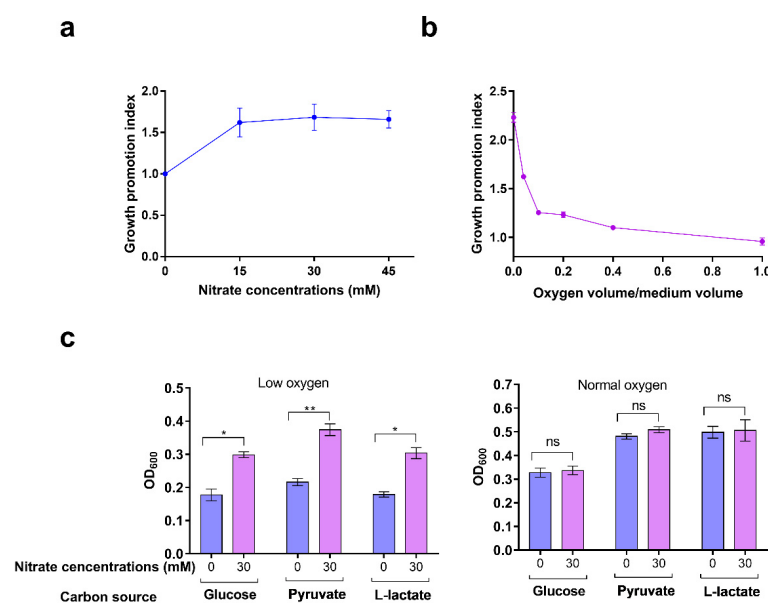 a
b
Growth promotion index
2.0
1.5
1.0
0.5
0.0
0 15 30 45
Nitrate concentrations (mM)
Growth promotion index
2.5
2.0
1.5
1.0
0.0 0.2 0.4 0.6 0.8 1.0
Oxygen volume/medium volume
c
Low oxygen
OD600
0.5
0.4
0.3
0.2
0.1
0.0
* ** *
0 30 0 30 0 30
Nitrate concentrations (mM)
Carbon source Glucose Pyruvate L-lactate
Normal oxygen
OD600
0.7
0.6
0.5
0.4
0.3
0.2
0.1
0.0
ns ns ns
0 30 0 30 0 30
Glucose Pyruvate L-lactate